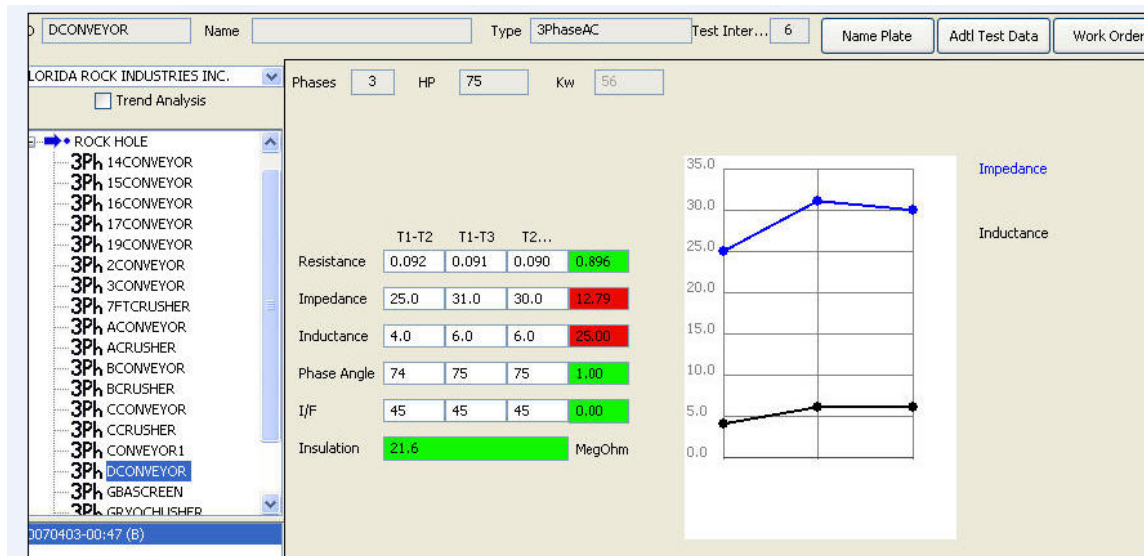 D DCONVEYOR Name Type 3PhaseAC Test Inter... 6 Name Plate Adtl Test Data Work Order
LORIDA ROCK INDUSTRIES INC.
Trend Analysis
Phases 3 HP 75 Kw 56
ROCK HOLE
3Ph 14CONVEYOR
3Ph 15CONVEYOR
3Ph 16CONVEYOR
3Ph 17CONVEYOR
3Ph 19CONVEYOR
3Ph 2CONVEYOR
3Ph 3CONVEYOR
3Ph 7FTCRUSHER
3Ph ACONVEYOR
3Ph ACRUSHER
3Ph BCONVEYOR
3Ph BCRUSHER
3Ph CCONVEYOR
3Ph CCRUSHER
3Ph CONVEYOR1
3Ph DCONVEYOR
3Ph GBASCREEN
3Ph GRYOCHUSHER
0070403-00:47 (B)
T1-T2 T1-T3 T2...
Resistance 0.092 0.091 0.090 0.896
Impedance 25.0 31.0 30.0 12.79
Inductance 4.0 6.0 6.0 25.00
Phase Angle 74 75 75 1.00
I/F 45 45 45 0.00
Insulation 21.6 MegOhm
35.0
30.0
25.0
20.0
15.0
10.0
5.0
0.0
Impedance
Inductance